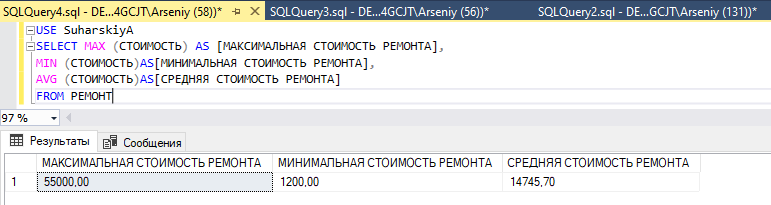 SQLQuery4.sql - DE...4GCJT\Arseniy (58))* SQLQuery3.sql - DE...4GCJT\Arseniy (56))* SQLQuery2.sql - DE...GCJT\Arseniy (131))*
USE SuharskiyA
SELECT MAX (СТОИМОСТЬ) AS [МАКСИМАЛЬНАЯ СТОИМОСТЬ РЕМОНТА],
MIN (СТОИМОСТЬ)AS[МИНИМАЛЬНАЯ СТОИМОСТЬ РЕМОНТА],
AVG (СТОИМОСТЬ)AS[СРЕДНЯЯ СТОИМОСТЬ РЕМОНТА]
FROM РЕМОНТ
97 %
Результаты Сообщения
МАКСИМАЛЬНАЯ СТОИМОСТЬ РЕМОНТА МИНИМАЛЬНАЯ СТОИМОСТЬ РЕМОНТА СРЕДНЯЯ СТОИМОСТЬ РЕМОНТА
1 55000,00 1200,00 14745,70